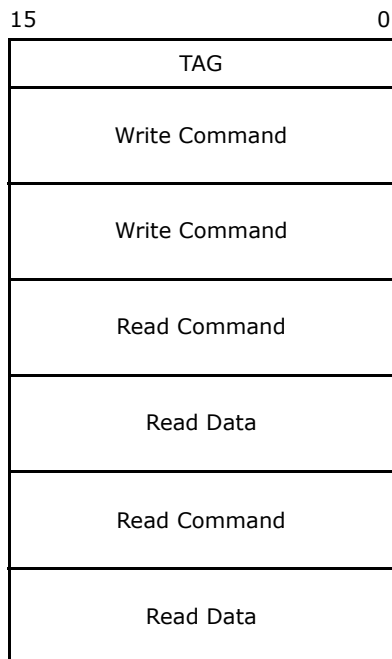 15 0
TAG
Write Command
Write Command
Read Command
Read Data
Read Command
Read Data